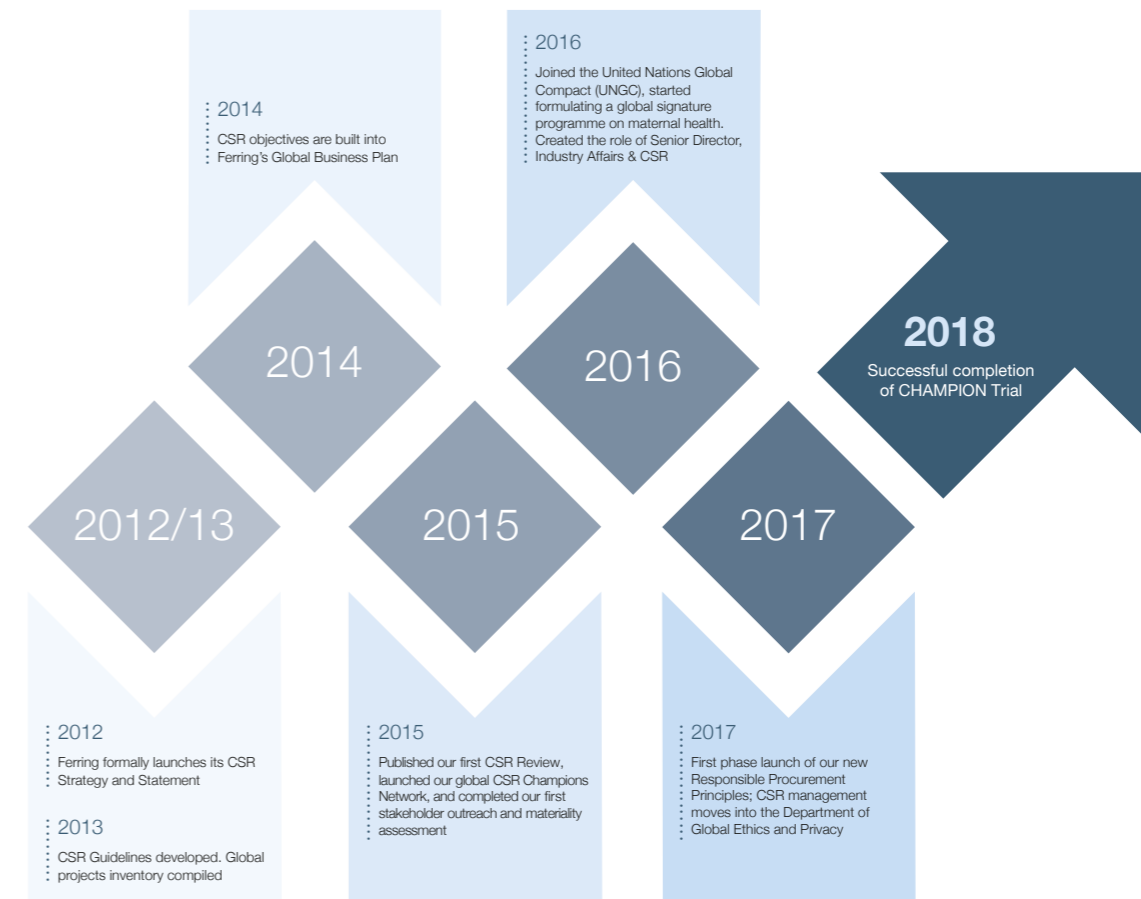 2014
CSR objectives are built into
Ferring's Global Business Plan
2016
Joined the United Nations Global
Compact (UNGC), started
formulating a global signature
programme on maternal health.
Created the role of Senior Director,
Industry Affairs & CSR
2014
2016
2018
Successful completion
of CHAMPION Trial
2012/13
2015
2017
2012
Ferring formally launches its CSR
Strategy and Statement
2013
CSR Guidelines developed. Global
projects inventory compiled
2015
Published our first CSR Review,
launched our global CSR Champions
Network, and completed our first
stakeholder outreach and materiality
assessment
2017
First phase launch of our new
Responsible Procurement
Principles; CSR management
moves into the Department of
Global Ethics and Privacy